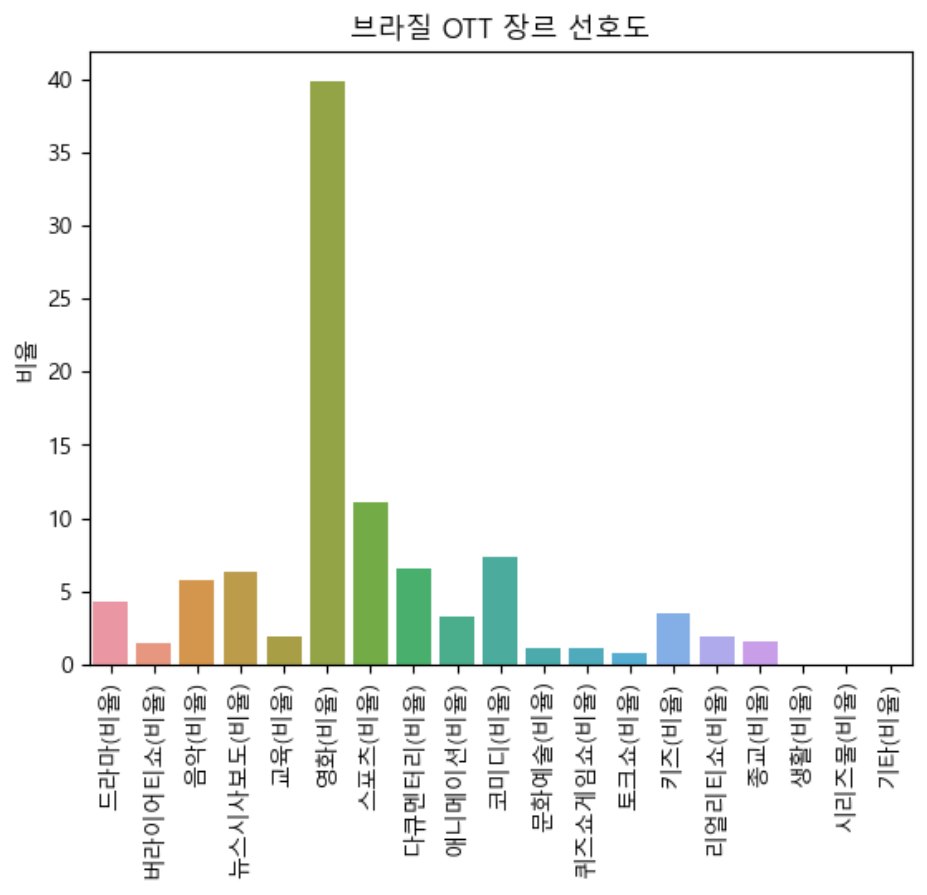 브라질 OTT 장르 선호도
비율
40
35
30
25
20
15
10
5
0
드라마(비율)
버라이어티쇼(비율)
음악(비율)
뉴스시사보도(비율)
교육(비율)
영화(비율)
스포츠(비율)
다큐멘터리(비율)
애니메이션(비율)
코미디(비율)
문화예술(비율)
퀴즈쇼게임쇼(비율)
토크쇼(비율)
키즈(비율)
리얼리티쇼(비율)
종교(비율)
생활(비율)
시리즈물(비율)
기타(비율)